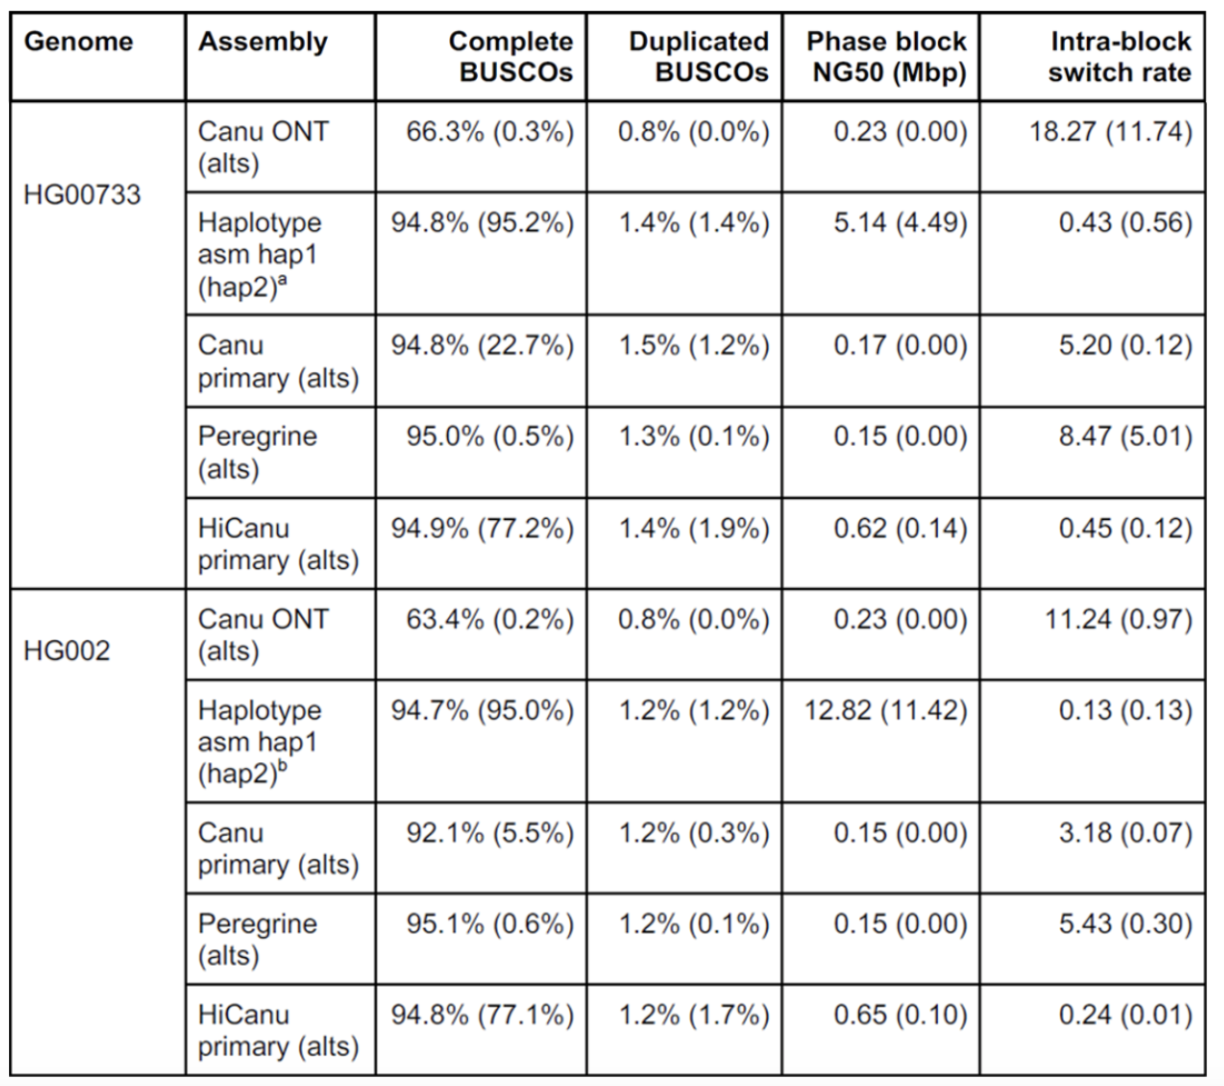 Genome Assembly Complete BUSCOs Duplicated BUSCOs Phase block NG50 (Mbp) Intra-block switch rate
HG00733
Canu ONT (alts) 66.3% (0.3%) 0.8% (0.0%) 0.23 (0.00) 18.27 (11.74)
Haplotype asm hap1 (hap2)ᵃ 94.8% (95.2%) 1.4% (1.4%) 5.14 (4.49) 0.43 (0.56)
Canu primary (alts) 94.8% (22.7%) 1.5% (1.2%) 0.17 (0.00) 5.20 (0.12)
Peregrine (alts) 95.0% (0.5%) 1.3% (0.1%) 0.15 (0.00) 8.47 (5.01)
HiCanu primary (alts) 94.9% (77.2%) 1.4% (1.9%) 0.62 (0.14) 0.45 (0.12)
HG002
Canu ONT (alts) 63.4% (0.2%) 0.8% (0.0%) 0.23 (0.00) 11.24 (0.97)
Haplotype asm hap1 (hap2)ᵇ 94.7% (95.0%) 1.2% (1.2%) 12.82 (11.42) 0.13 (0.13)
Canu primary (alts) 92.1% (5.5%) 1.2% (0.3%) 0.15 (0.00) 3.18 (0.07)
Peregrine (alts) 95.1% (0.6%) 1.2% (0.1%) 0.15 (0.00) 5.43 (0.30)
HiCanu primary (alts) 94.8% (77.1%) 1.2% (1.7%) 0.65 (0.10) 0.24 (0.01)